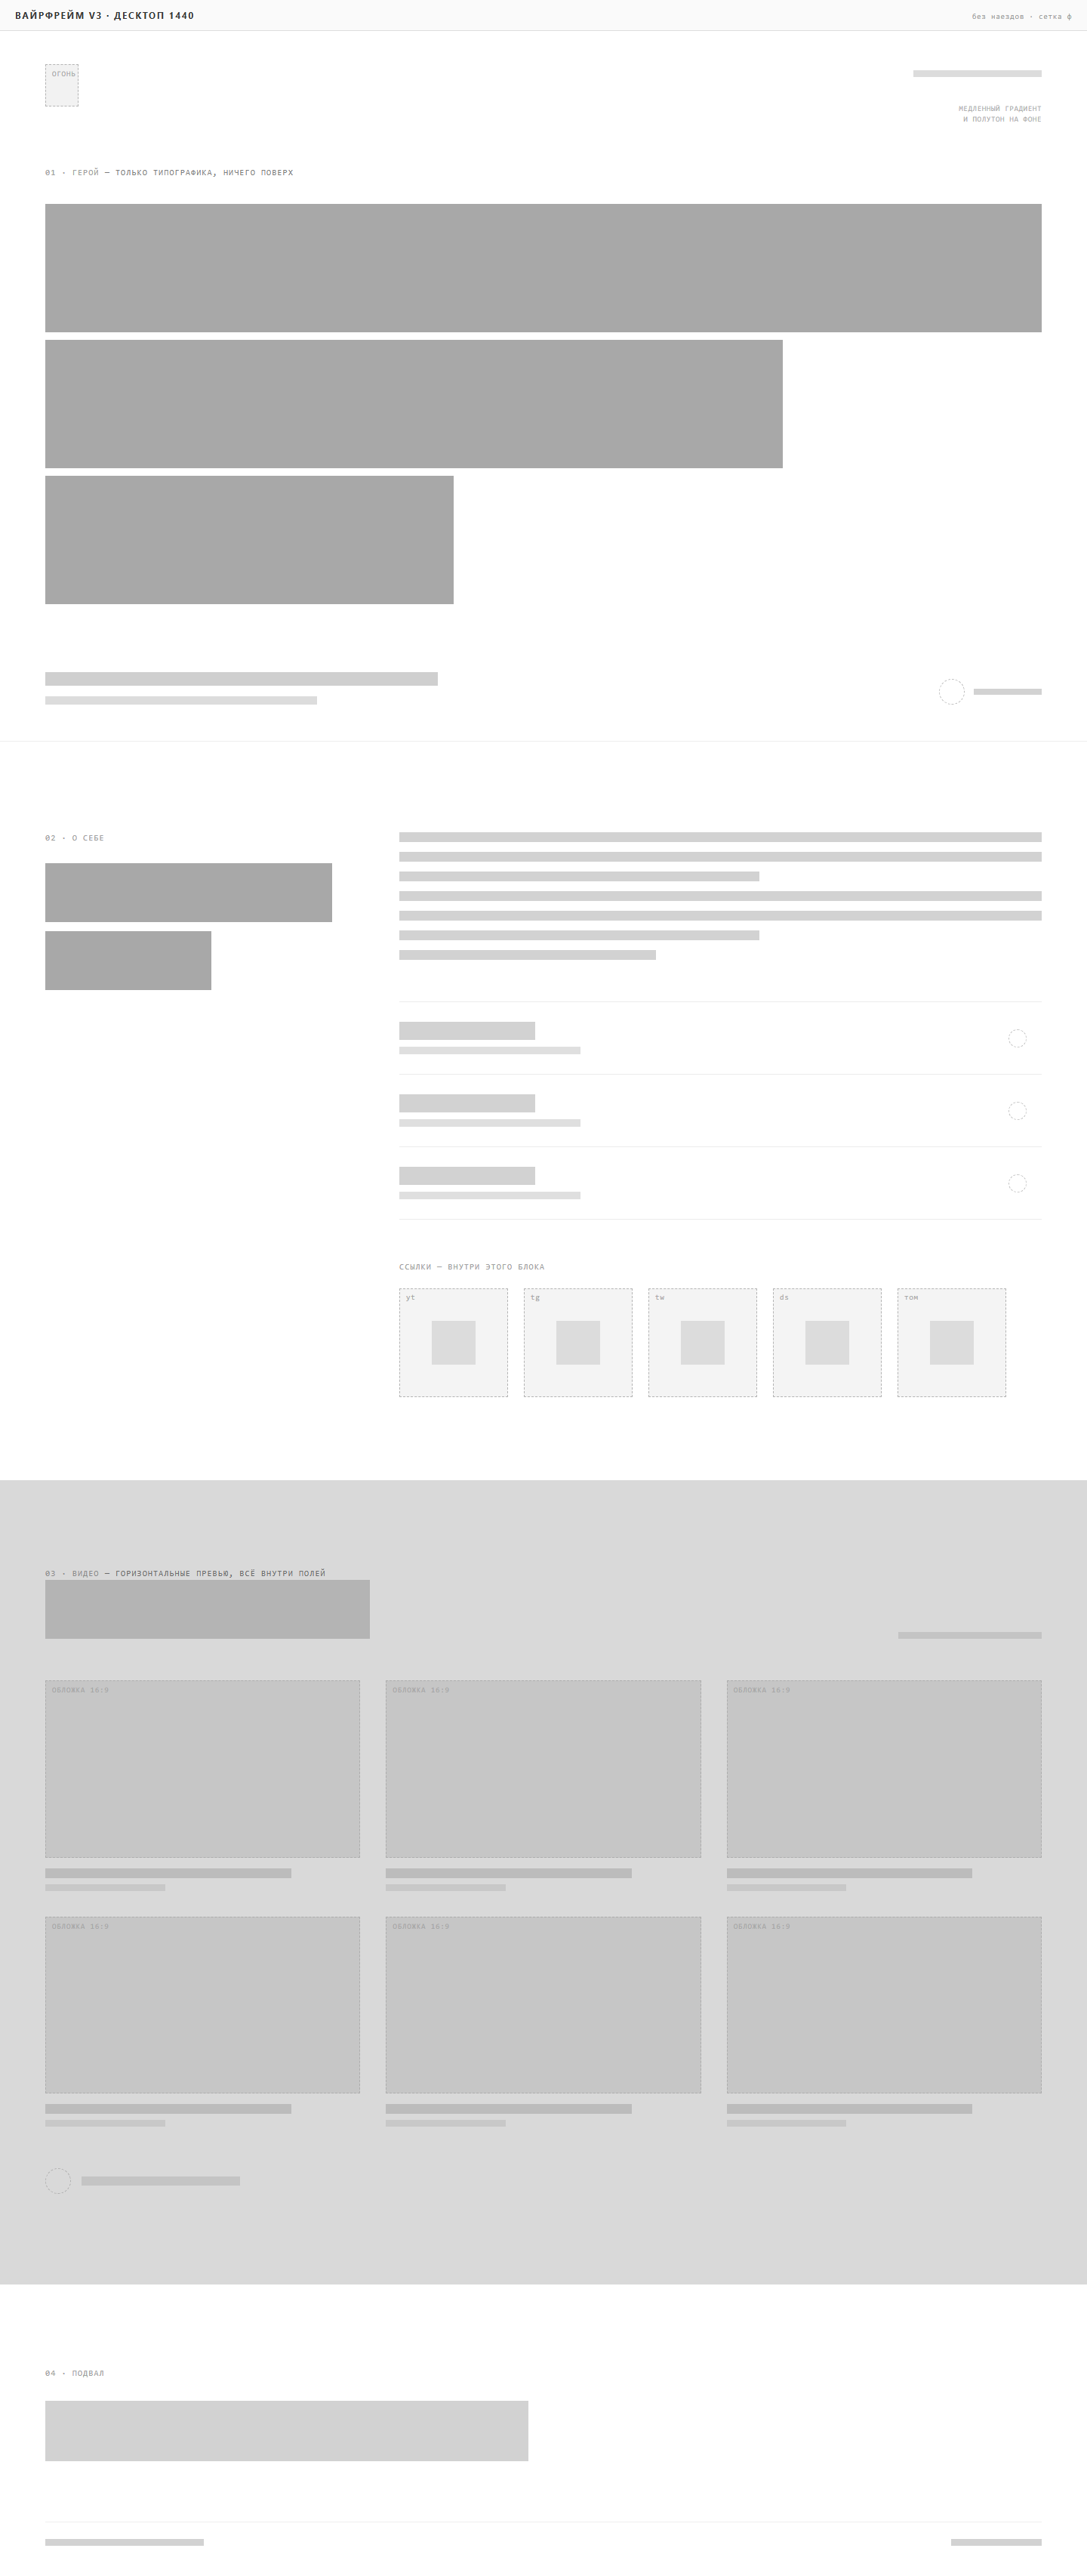 ВАЙРФРЕЙМ V3 · ДЕСКТОП 1440
без наездов · сетка ф
ОГОНЬ
МЕДЛЕННЫЙ ГРАДИЕНТ
И ПОЛУТОН НА ФОНЕ
01 · ГЕРОЙ — ТОЛЬКО ТИПОГРАФИКА, НИЧЕГО ПОВЕРХ
02 · О СЕБЕ
ССЫЛКИ — ВНУТРИ ЭТОГО БЛОКА
yt
tg
tw
ds
том
03 · ВИДЕО — ГОРИЗОНТАЛЬНЫЕ ПРЕВЬЮ, ВСЁ ВНУТРИ ПОЛЕЙ
ОБЛОЖКА 16:9
ОБЛОЖКА 16:9
ОБЛОЖКА 16:9
ОБЛОЖКА 16:9
ОБЛОЖКА 16:9
ОБЛОЖКА 16:9
04 · ПОДВАЛ